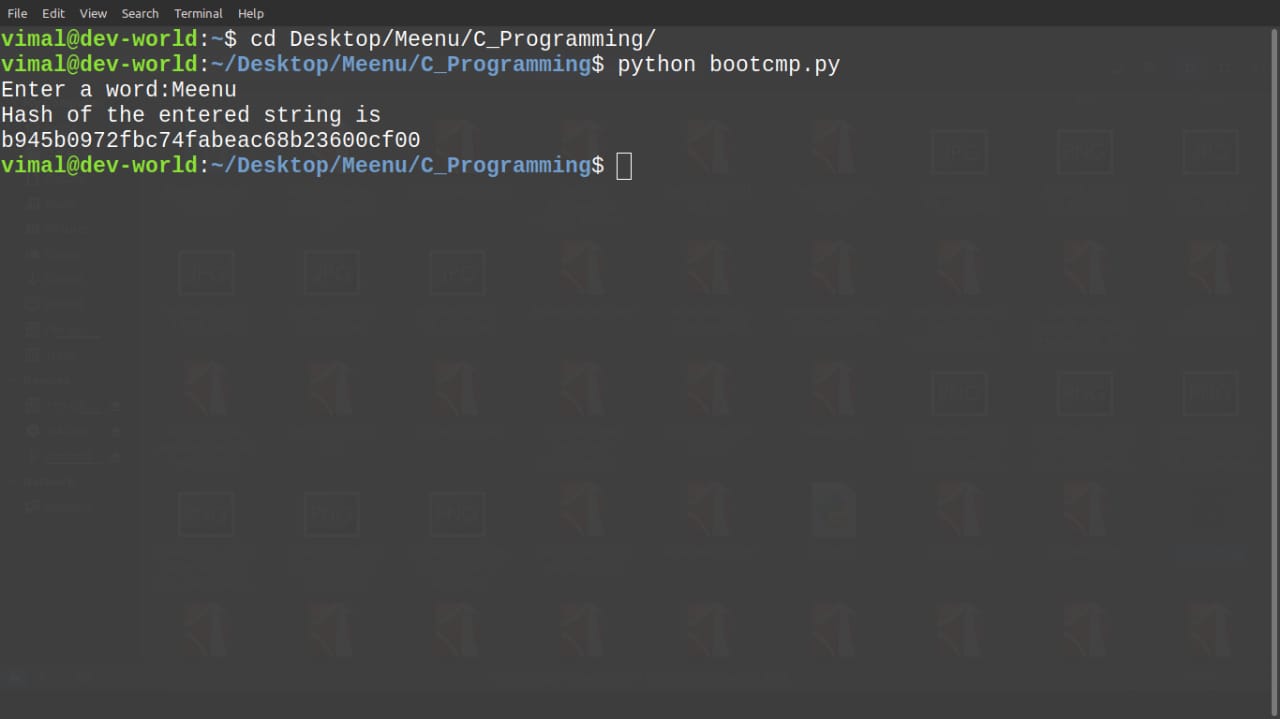 File Edit View Search Terminal Help
vimal@dev-world:~$ cd Desktop/Meenu/C_Programming/
vimal@dev-world:~/Desktop/Meenu/C_Programming$ python bootcmp.py
Enter a word:Meenu
Hash of the entered string is
b945b0972fbc74fabeac68b23600cf00
vimal@dev-world:~/Desktop/Meenu/C_Programming$